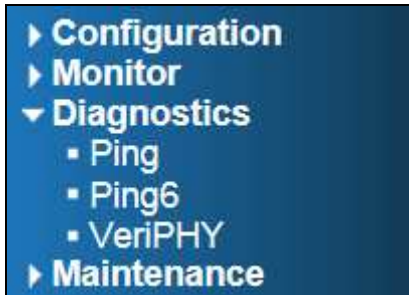 Configuration
Monitor
Diagnostics
Ping
Ping6
VeriPHY
Maintenance